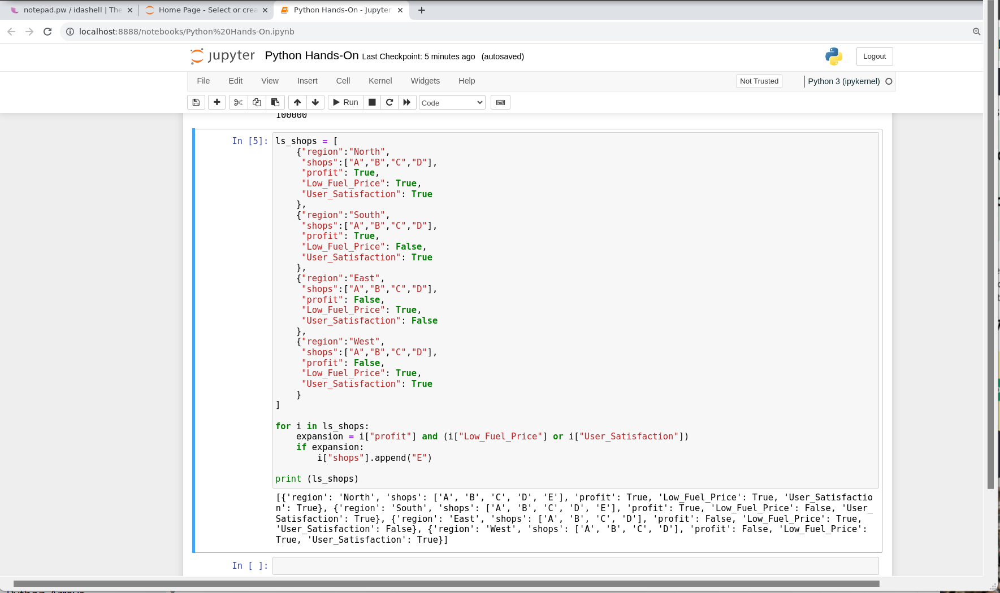 notepad.pw / idashell | The
Home Page - Select or crea
Python Hands-On - Jupyter
localhost:8888/notebooks/Python%20Hands-On.ipynb
jupyter Python Hands-On Last Checkpoint: 5 minutes ago (autosaved)
Logout
File Edit View Insert Cell Kernel Widgets Help
Not Trusted
Python 3 (ipykernel)
Run
Code
100000
In [5]:
ls_shops = [
    {"region":"North",
     "shops":["A","B","C","D"],
     "profit": True,
     "Low_Fuel_Price": True,
     "User_Satisfaction": True
    },
    {"region":"South",
     "shops":["A","B","C","D"],
     "profit": True,
     "Low_Fuel_Price": False,
     "User_Satisfaction": True
    },
    {"region":"East",
     "shops":["A","B","C","D"],
     "profit": False,
     "Low_Fuel_Price": True,
     "User_Satisfaction": False
    },
    {"region":"West",
     "shops":["A","B","C","D"],
     "profit": False,
     "Low_Fuel_Price": True,
     "User_Satisfaction": True
    }
]
for i in ls_shops:
    expansion = i["profit"] and (i["Low_Fuel_Price"] or i["User_Satisfaction"])
    if expansion:
        i["shops"].append("E")
print (ls_shops)
[{'region': 'North', 'shops': ['A', 'B', 'C', 'D', 'E'], 'profit': True, 'Low_Fuel_Price': True, 'User_Satisfactio
n': True}, {'region': 'South', 'shops': ['A', 'B', 'C', 'D', 'E'], 'profit': True, 'Low_Fuel_Price': False, 'User_
Satisfaction': True}, {'region': 'East', 'shops': ['A', 'B', 'C', 'D'], 'profit': False, 'Low_Fuel_Price': True,
'User_Satisfaction': False}, {'region': 'West', 'shops': ['A', 'B', 'C', 'D'], 'profit': False, 'Low_Fuel_Price':
True, 'User_Satisfaction': True}]
In [ ]:
Python Arrays